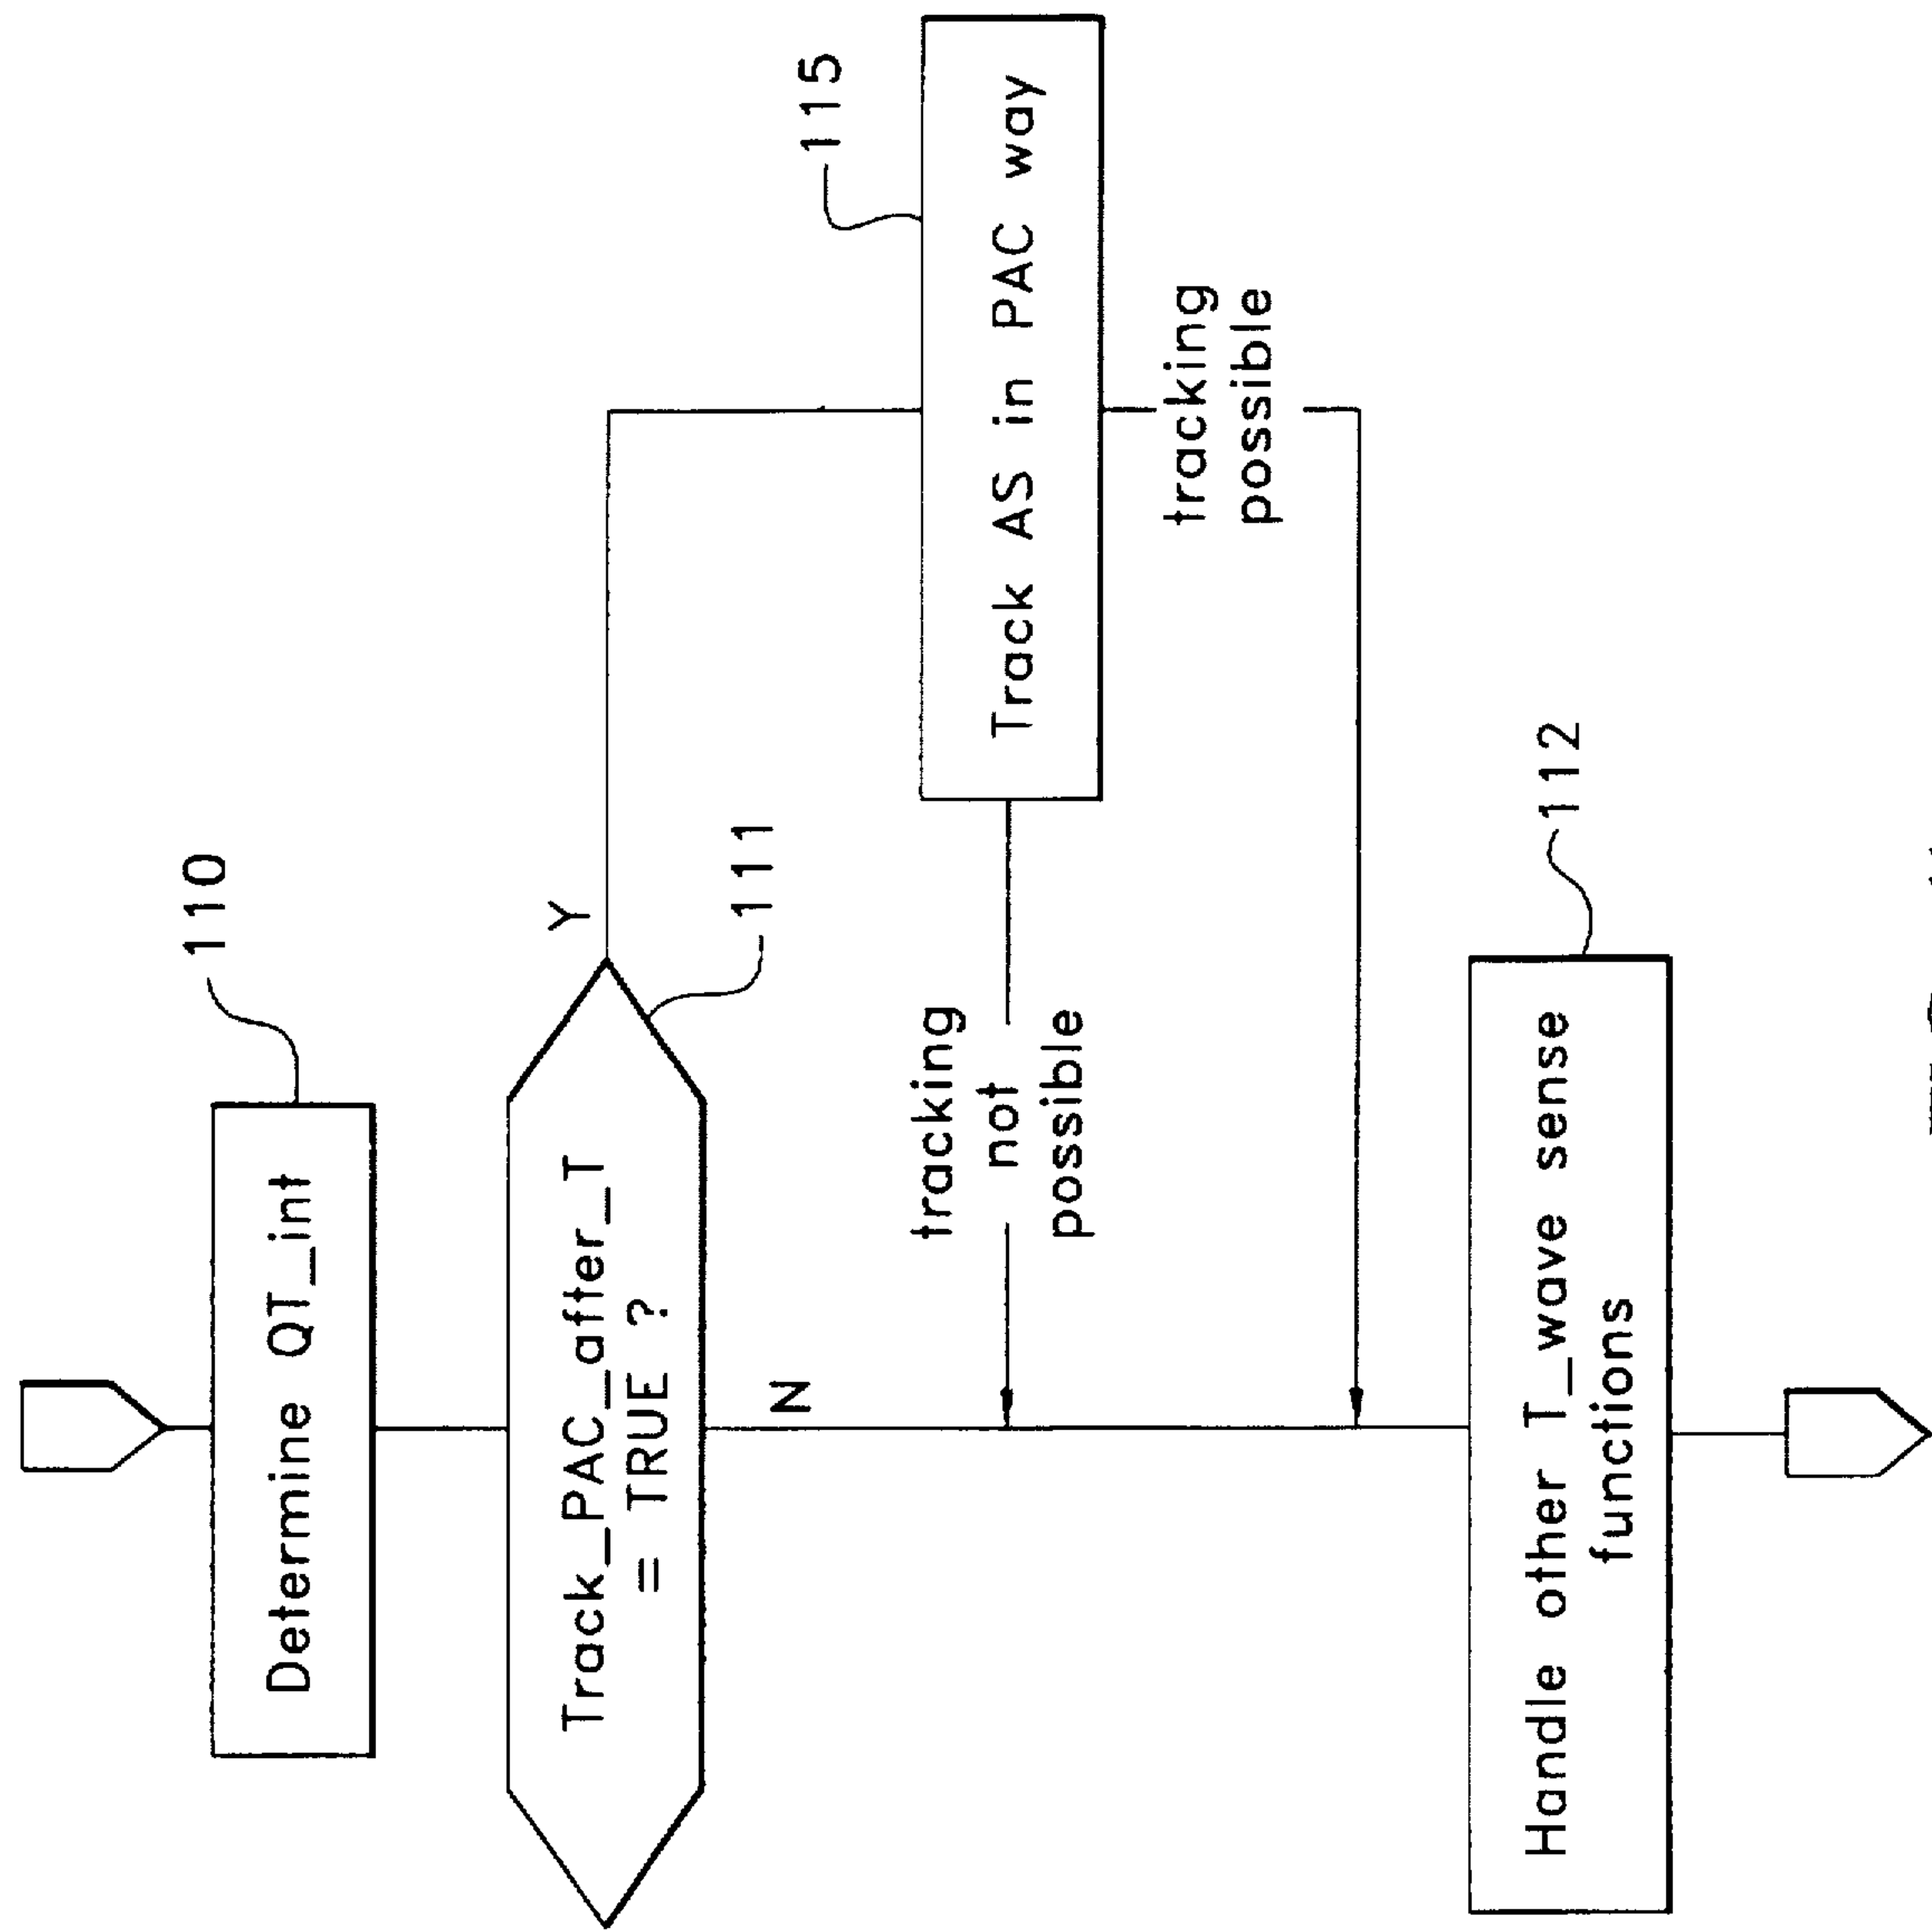 110
Determine QT_int
Track_PAC_after_T
= TRUE ?
Y
111
N
115
Track AS in PAC way
tracking
not
possible
tracking
possible
112
Handle other T_wave sense
functions